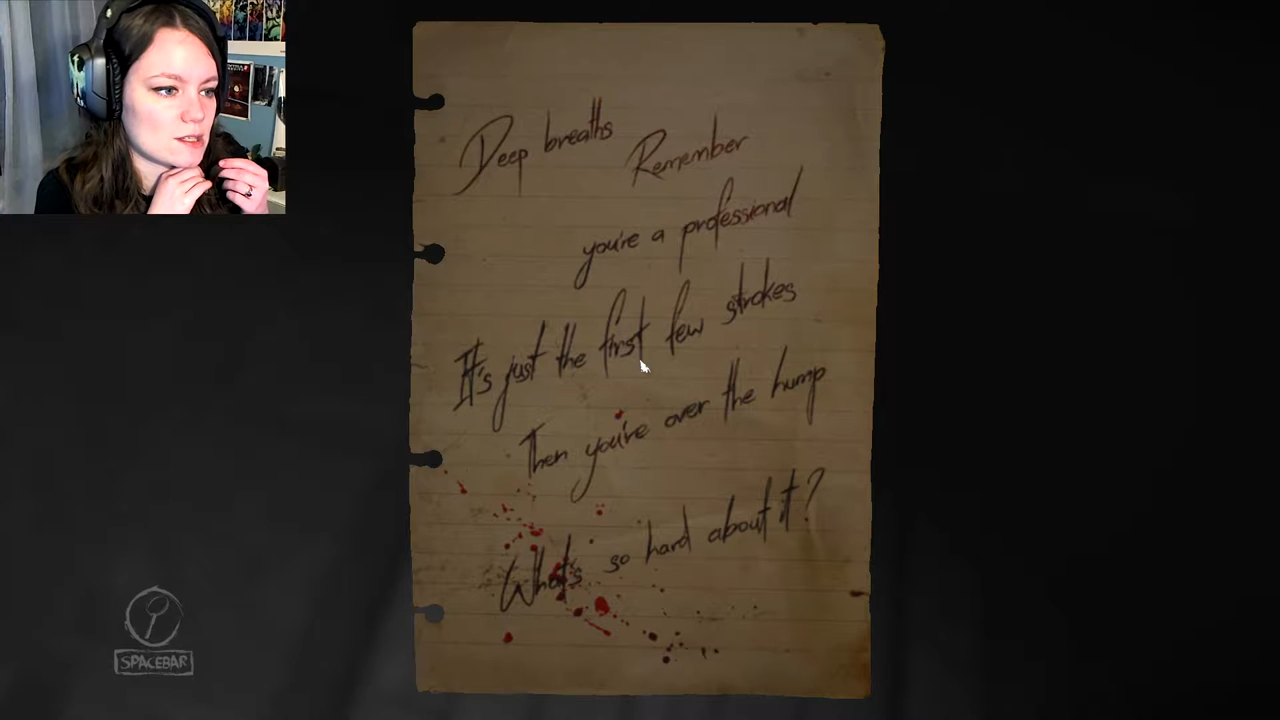 Deep breaths Remember
you're a professional
It's just the first few strokes
Then you're over the hump
What's so hard about it?
SPACEBAR